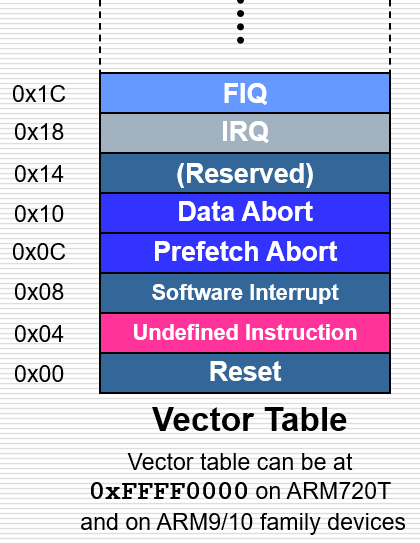 0x1C FIQ
0x18 IRQ
0x14 (Reserved)
0x10 Data Abort
0x0C Prefetch Abort
0x08 Software Interrupt
0x04 Undefined Instruction
0x00 Reset
Vector Table
Vector table can be at
0xFFFF0000 on ARM720T
and on ARM9/10 family devices